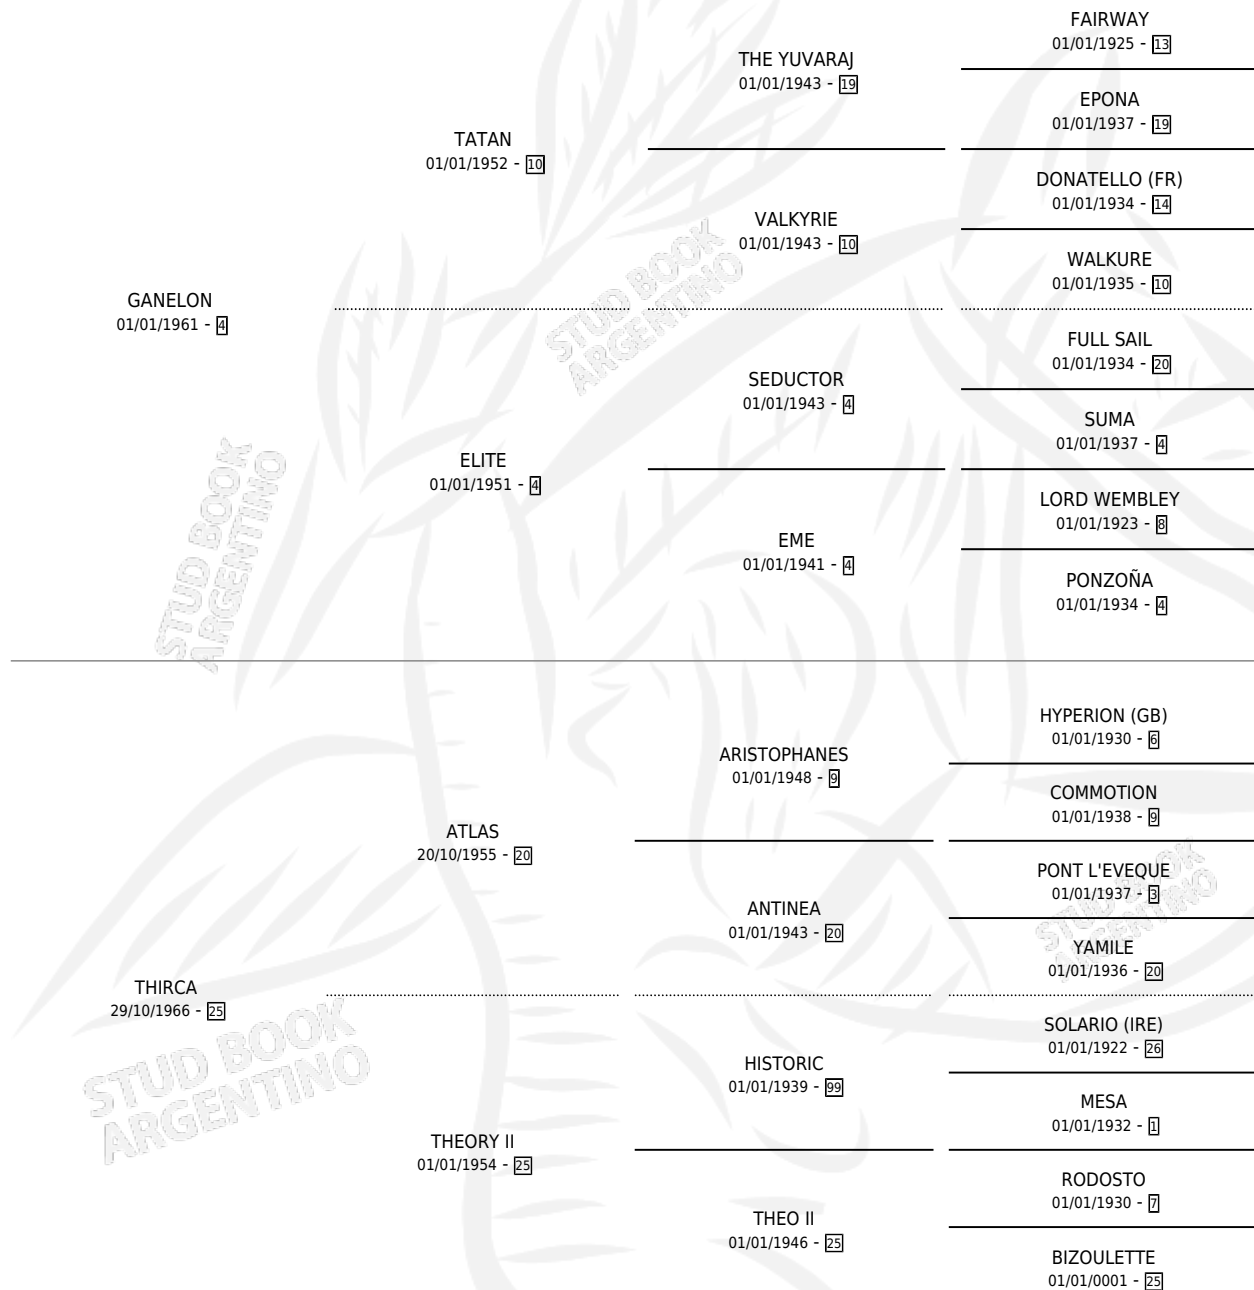 FAIRWAY
01/01/1925 - 13
THE YUVARAJ
01/01/1943 - 19
EPONA
01/01/1937 - 19
TATAN
01/01/1952 - 10
DONATELLO (FR)
01/01/1934 - 14
VALKYRIE
01/01/1943 - 10
WALKURE
01/01/1935 - 10
GANELON
01/01/1961 - 4
FULL SAIL
01/01/1934 - 20
SEDUCTOR
01/01/1943 - 4
SUMA
01/01/1937 - 4
ELITE
01/01/1951 - 4
LORD WEMBLEY
01/01/1923 - 8
EME
01/01/1941 - 4
PONZOÑA
01/01/1934 - 4
HYPERION (GB)
01/01/1930 - 6
ARISTOPHANES
01/01/1948 - 9
COMMOTION
01/01/1938 - 9
ATLAS
20/10/1955 - 20
PONT L'EVEQUE
01/01/1937 - 3
ANTINEA
01/01/1943 - 20
YAMILE
01/01/1936 - 20
THIRCA
29/10/1966 - 25
SOLARIO (IRE)
01/01/1922 - 26
HISTORIC
01/01/1939 - 99
MESA
01/01/1932 - 1
THEORY II
01/01/1954 - 25
RODOSTO
01/01/1930 - 7
THEO II
01/01/1946 - 25
BIZOULETTE
01/01/0001 - 25
STUD BOOK
ARGENTINO
STUD BOOK
ARGENTINO
STUD BOOK
ARGENTINO
STUD BOOK
ARGENTINO